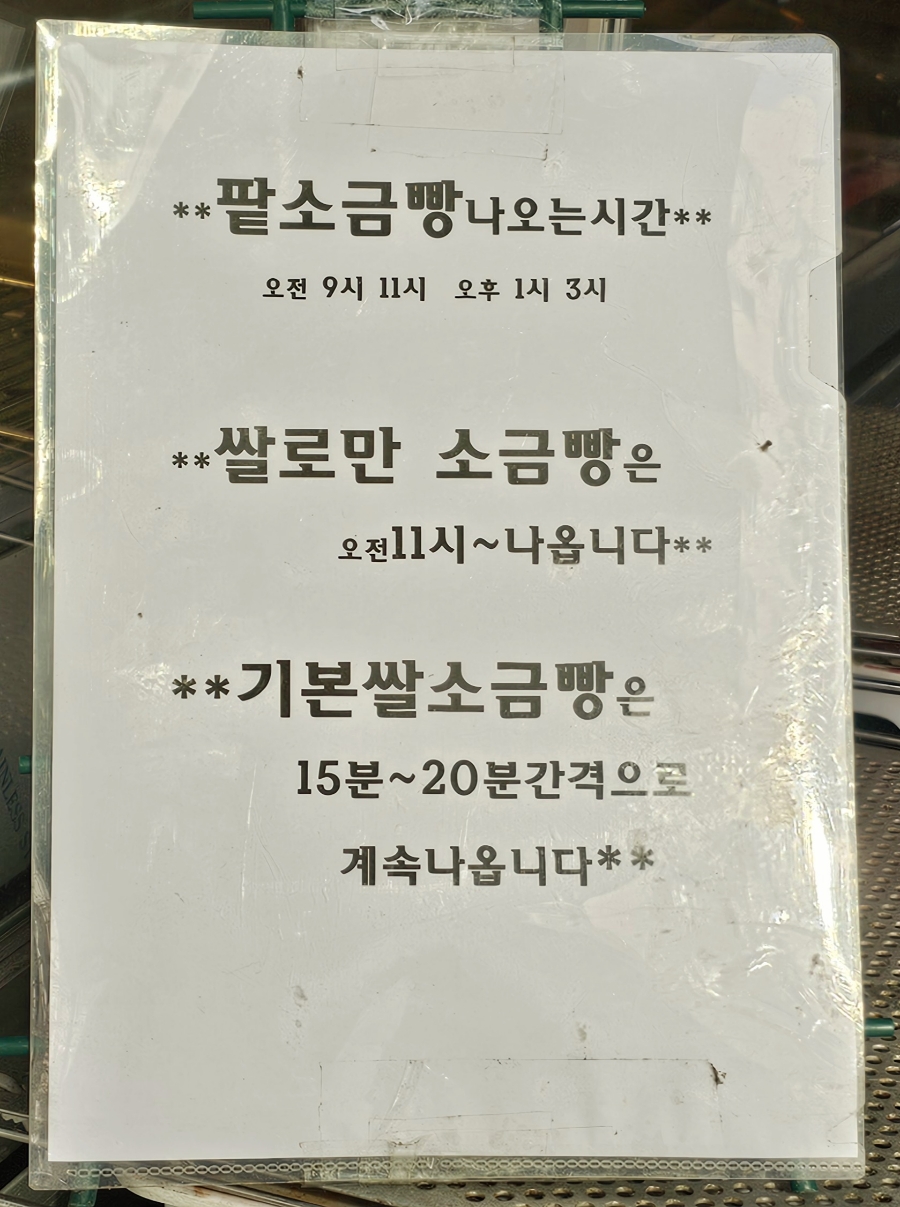 **팥소금빵나오는시간**
오전 9시 11시 오후 1시 3시
**쌀로만 소금빵은
오전11시~나옵니다**
**기본쌀소금빵은
15분~20분간격으로
계속나옵니다**